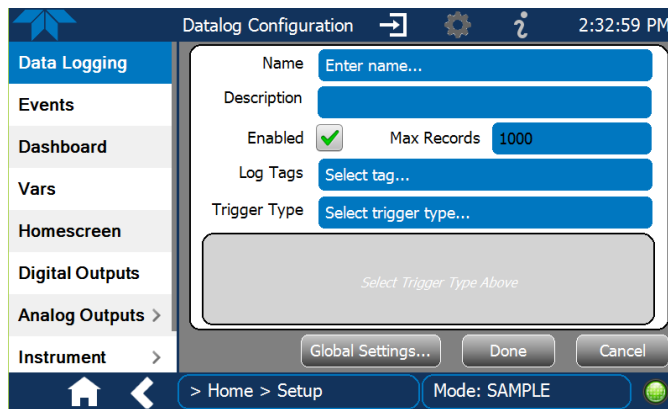 Datalog Configuration 2:32:59 PM
Data Logging
Events
Dashboard
Vars
Homescreen
Digital Outputs
Analog Outputs >
Instrument >
Name Enter name...
Description
Enabled Max Records 1000
Log Tags Select tag...
Trigger Type Select trigger type...
Select Trigger Type Above
Global Settings... Done Cancel
> Home > Setup Mode: SAMPLE